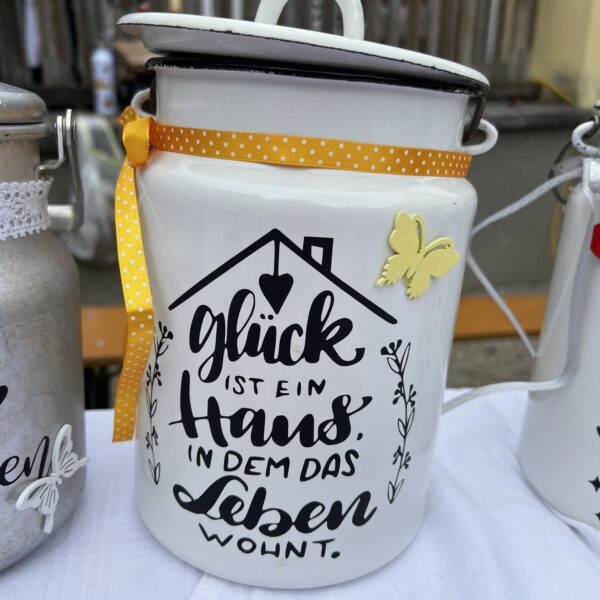 glück
IST EIN
Haus.
IN DEM DAS
Leben
WOHNT.